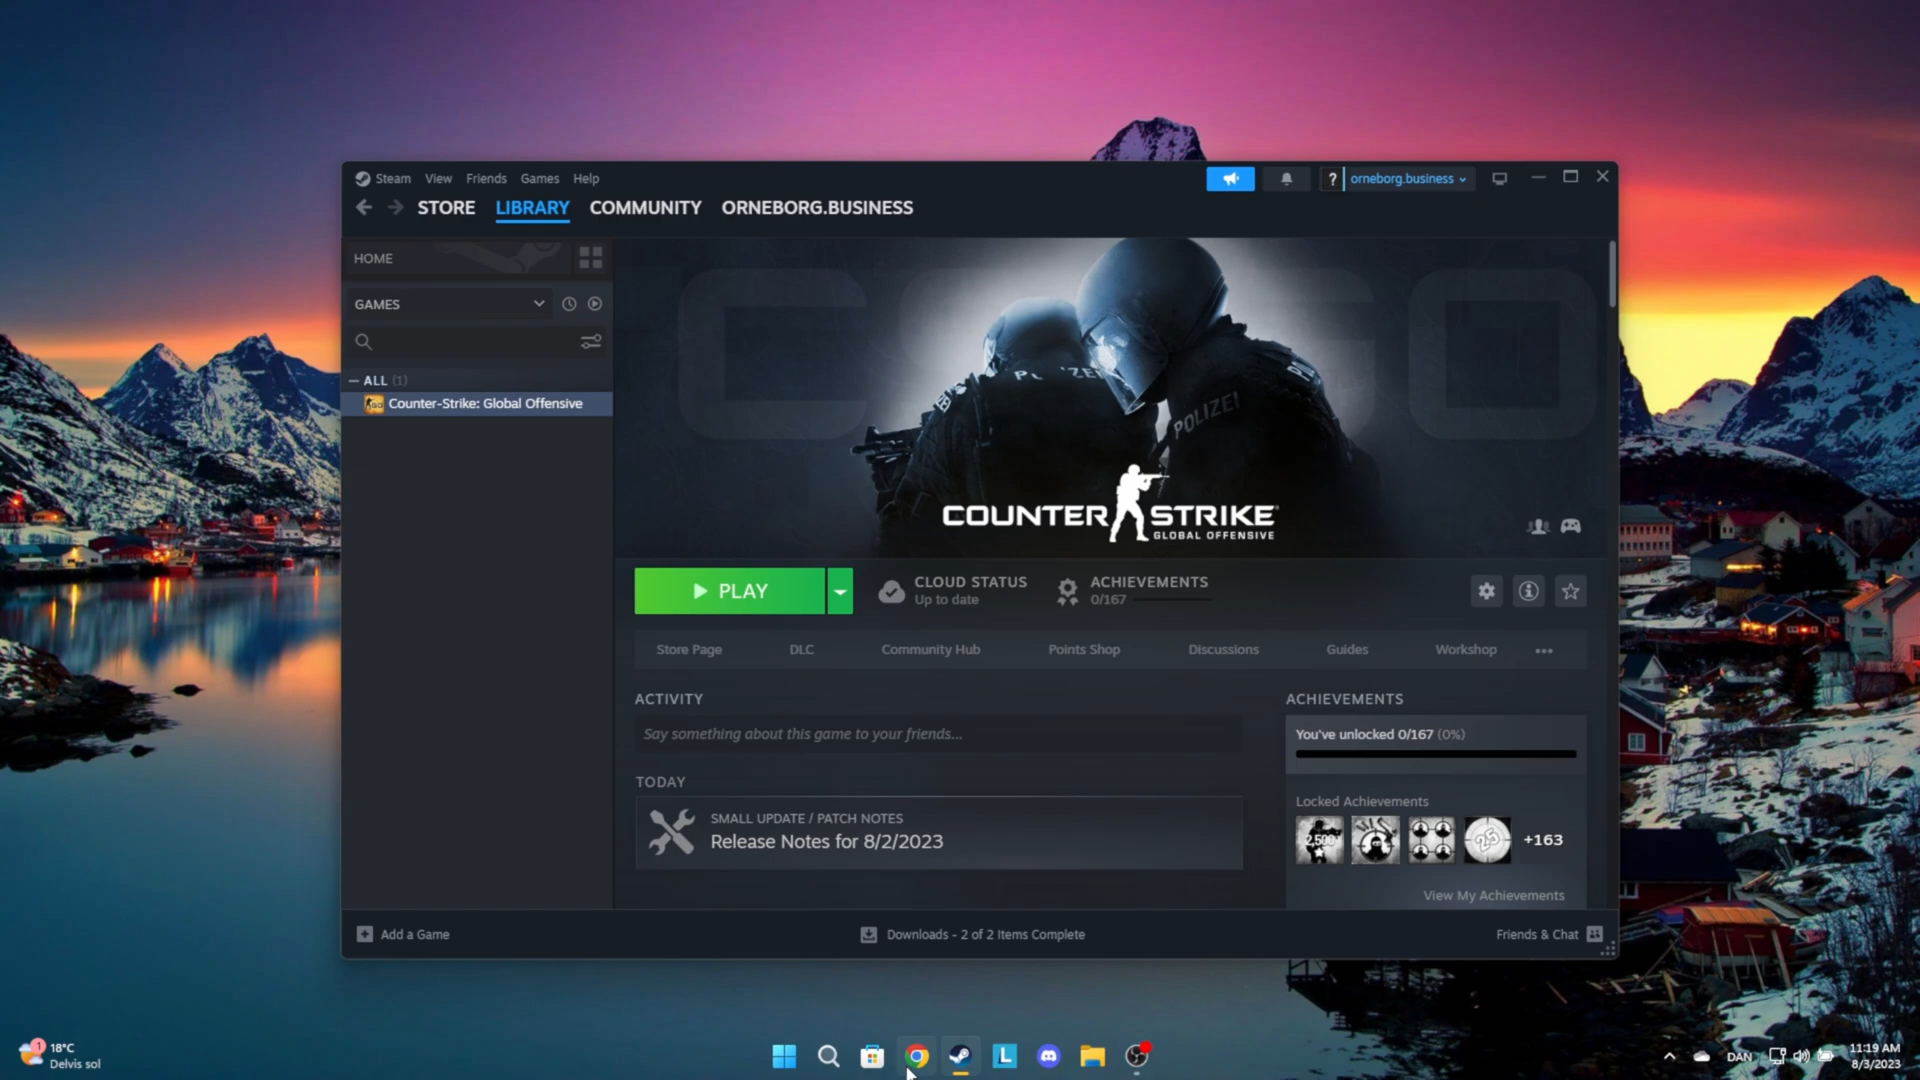 Steam View Friends Games Help
? orneborg.business
STORE LIBRARY COMMUNITY ORNEBORG.BUSINESS
HOME
GAMES
ALL (1)
Counter-Strike: Global Offensive
POLIZEI
COUNTER STRIKE
GLOBAL OFFENSIVE
PLAY
CLOUD STATUS
Up to date
ACHIEVEMENTS
0/167
Store Page DLC Community Hub Points Shop Discussions Guides Workshop
ACTIVITY
Say something about this game to your friends...
TODAY
SMALL UPDATE / PATCH NOTES
Release Notes for 8/2/2023
ACHIEVEMENTS
You've unlocked 0/167 (0%)
Locked Achievements
2,500
25
+163
View My Achievements
Add a Game
Downloads - 2 of 2 Items Complete
Friends & Chat
1
18°C
Delvis sol
L
DAN
11:19 AM
8/3/2023